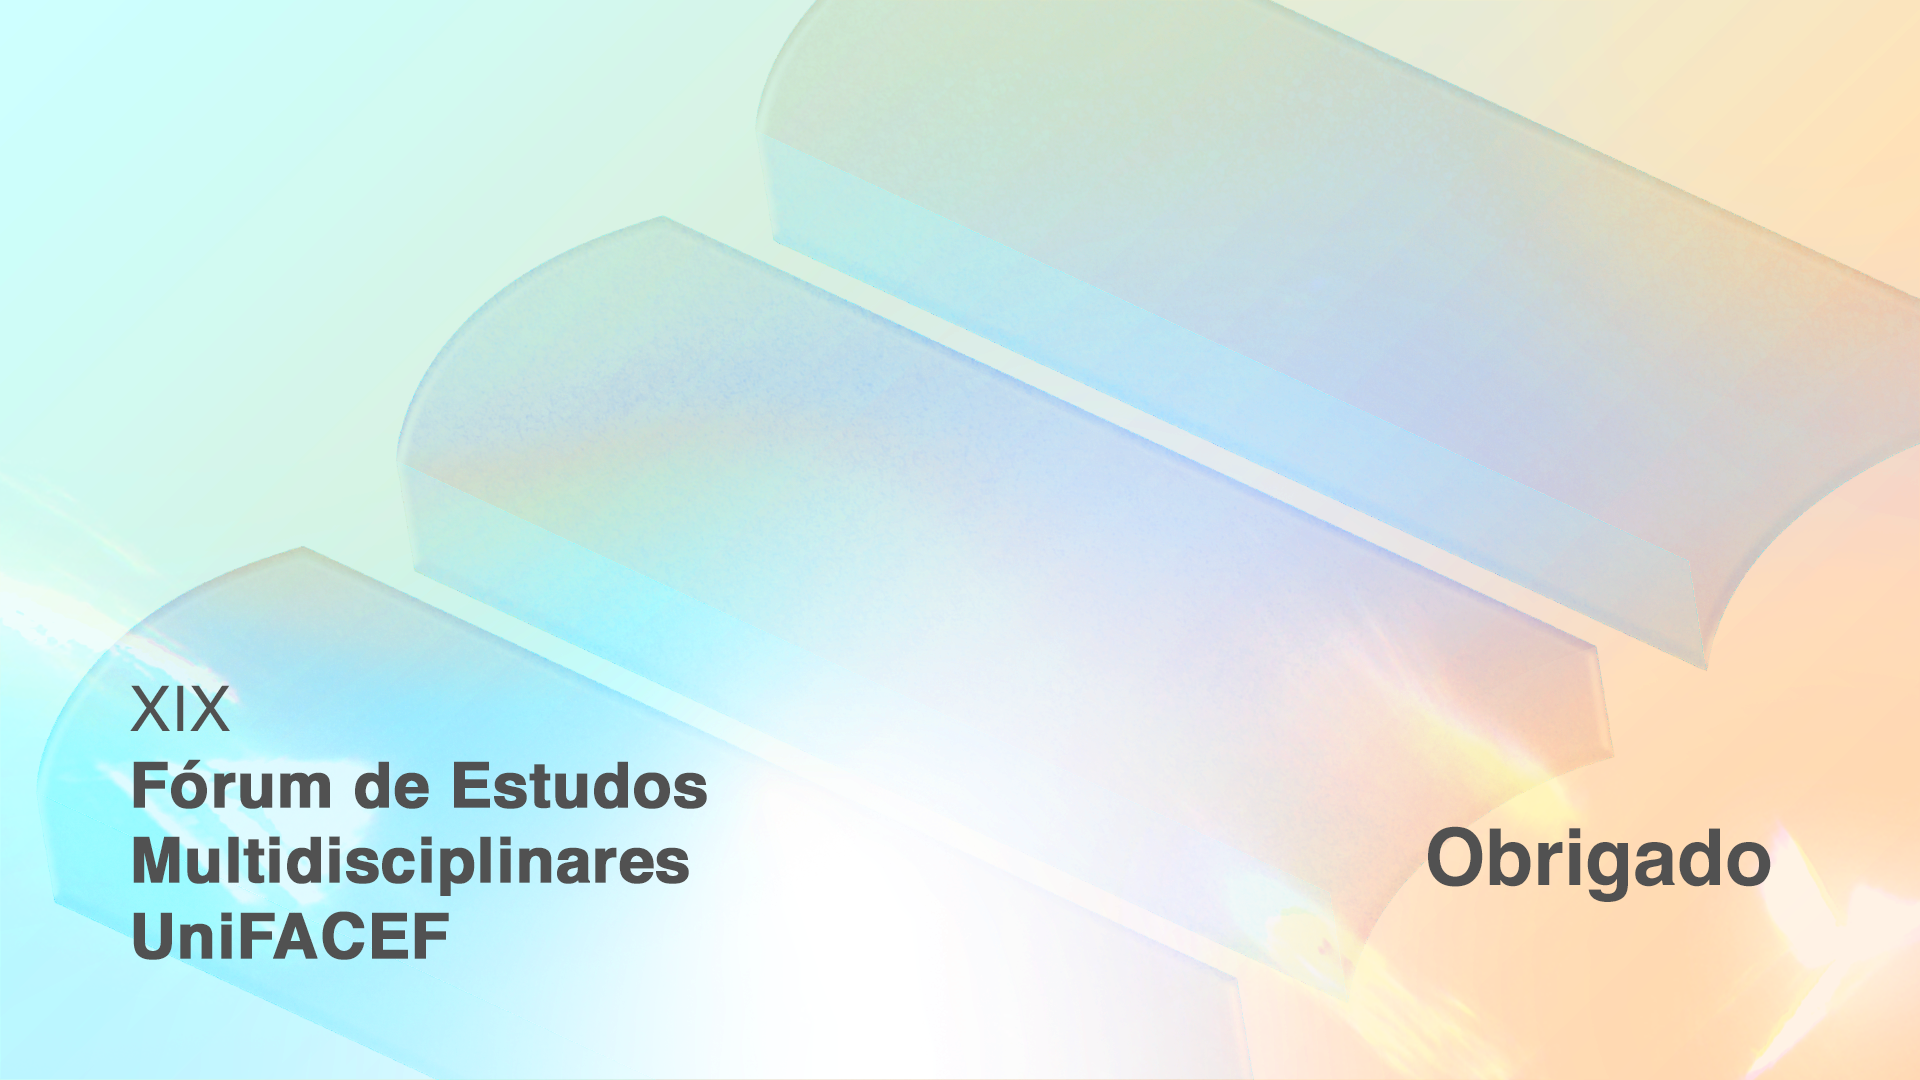 XIX
Fórum de Estudos
Multidisciplinares
UniFACEF
Obrigado